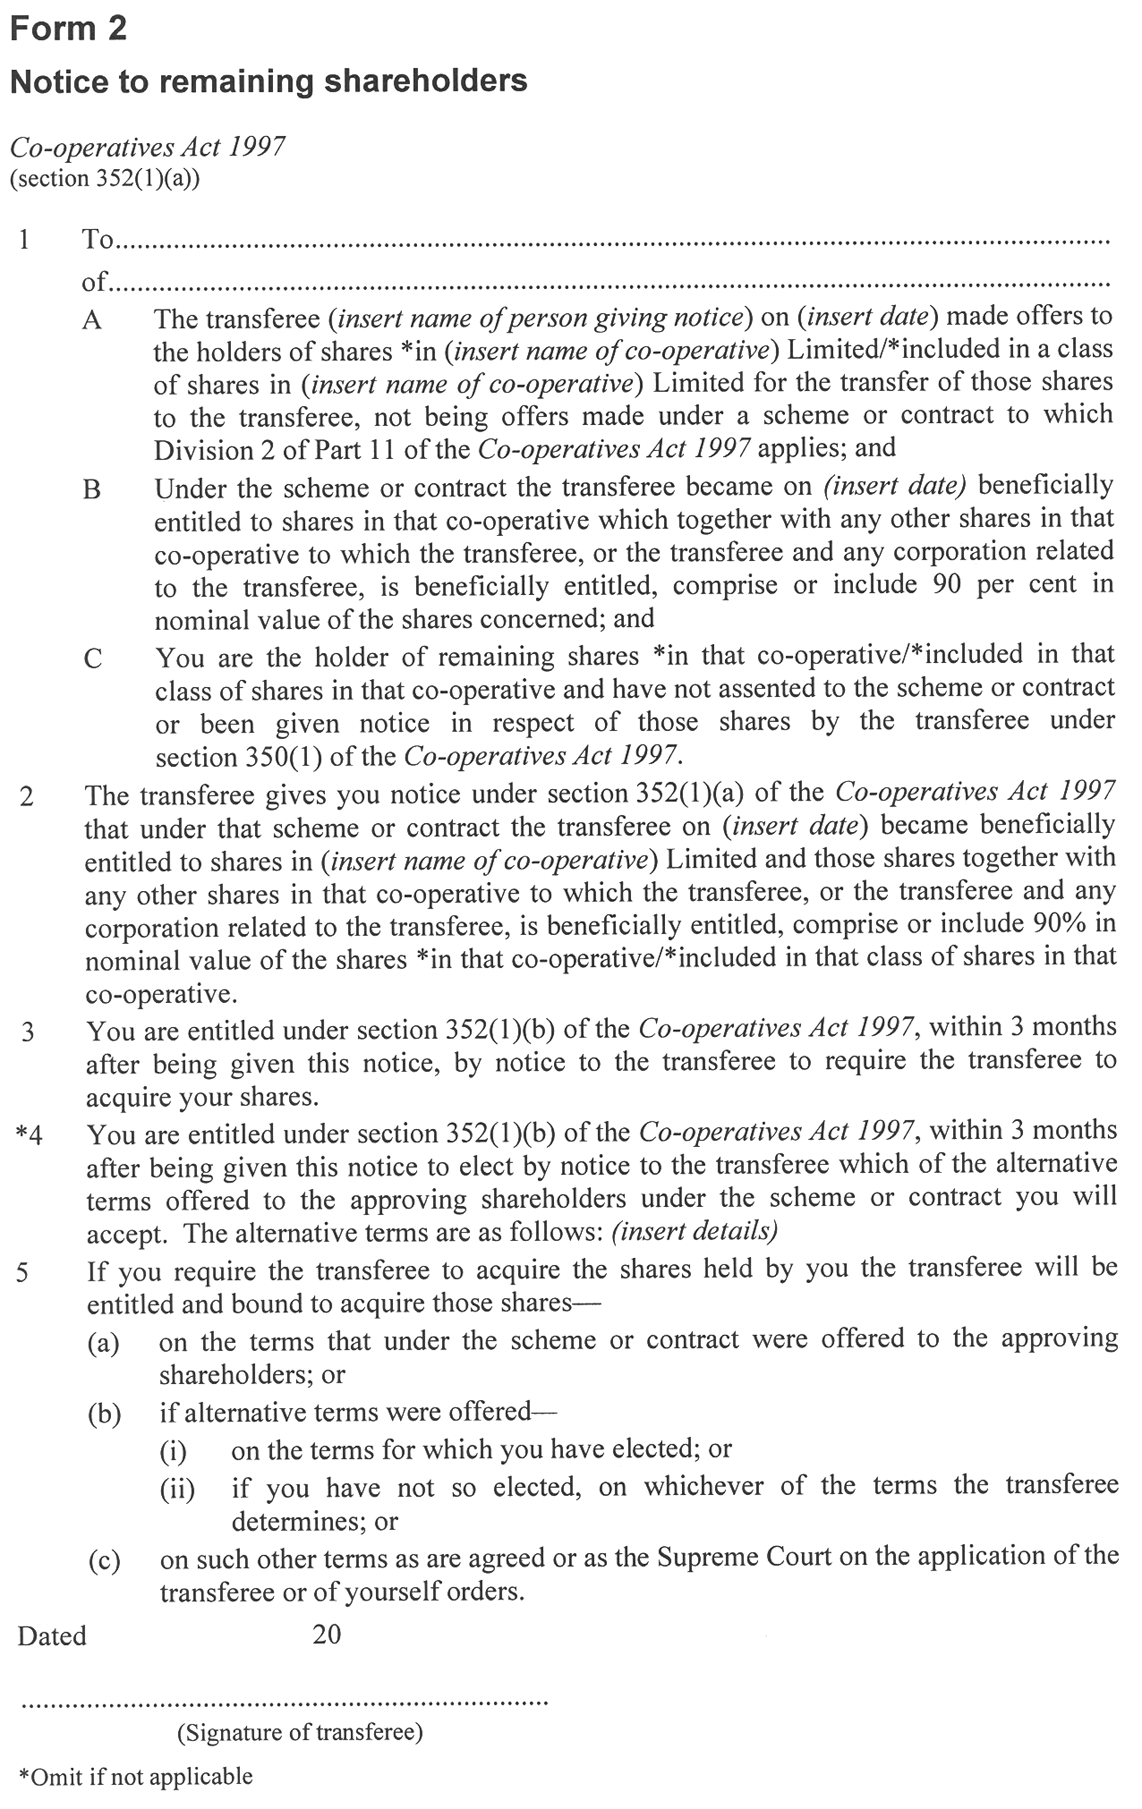 Form 2
Notice to remaining shareholders
Co-operatives Act 1997
(section 352(1)(a))
1 To....................................................................................................................................
of....................................................................................................................................
A The transferee (insert name of person giving notice) on (insert date) made offers to
the holders of shares *in (insert name of co-operative) Limited/*included in a class
of shares in (insert name of co-operative) Limited for the transfer of those shares
to the transferee, not being offers made under a scheme or contract to which
Division 2 of Part 11 of the Co-operatives Act 1997 applies; and
B Under the scheme or contract the transferee became on (insert date) beneficially
entitled to shares in that co-operative which together with any other shares in that
co-operative to which the transferee, or the transferee and any corporation related
to the transferee, is beneficially entitled, comprise or include 90 per cent in
nominal value of the shares concerned; and
C You are the holder of remaining shares *in that co-operative/*included in that
class of shares in that co-operative and have not assented to the scheme or contract
or been given notice in respect of those shares by the transferee under
section 350(1) of the Co-operatives Act 1997.
2 The transferee gives you notice under section 352(1)(a) of the Co-operatives Act 1997
that under that scheme or contract the transferee on (insert date) became beneficially
entitled to shares in (insert name of co-operative) Limited and those shares together with
any other shares in that co-operative to which the transferee, or the transferee and any
corporation related to the transferee, is beneficially entitled, comprise or include 90% in
nominal value of the shares *in that co-operative/*included in that class of shares in that
co-operative.
3 You are entitled under section 352(1)(b) of the Co-operatives Act 1997, within 3 months
after being given this notice, by notice to the transferee to require the transferee to
acquire your shares.
*4 You are entitled under section 352(1)(b) of the Co-operatives Act 1997, within 3 months
after being given this notice to elect by notice to the transferee which of the alternative
terms offered to the approving shareholders under the scheme or contract you will
accept. The alternative terms are as follows: (insert details)
5 If you require the transferee to acquire the shares held by you the transferee will be
entitled and bound to acquire those shares—
(a) on the terms that under the scheme or contract were offered to the approving
shareholders; or
(b) if alternative terms were offered—
(i) on the terms for which you have elected; or
(ii) if you have not so elected, on whichever of the terms the transferee
determines; or
(c) on such other terms as are agreed or as the Supreme Court on the application of the
transferee or of yourself orders.
Dated 20
........................................................................
(Signature of transferee)
*Omit if not applicable